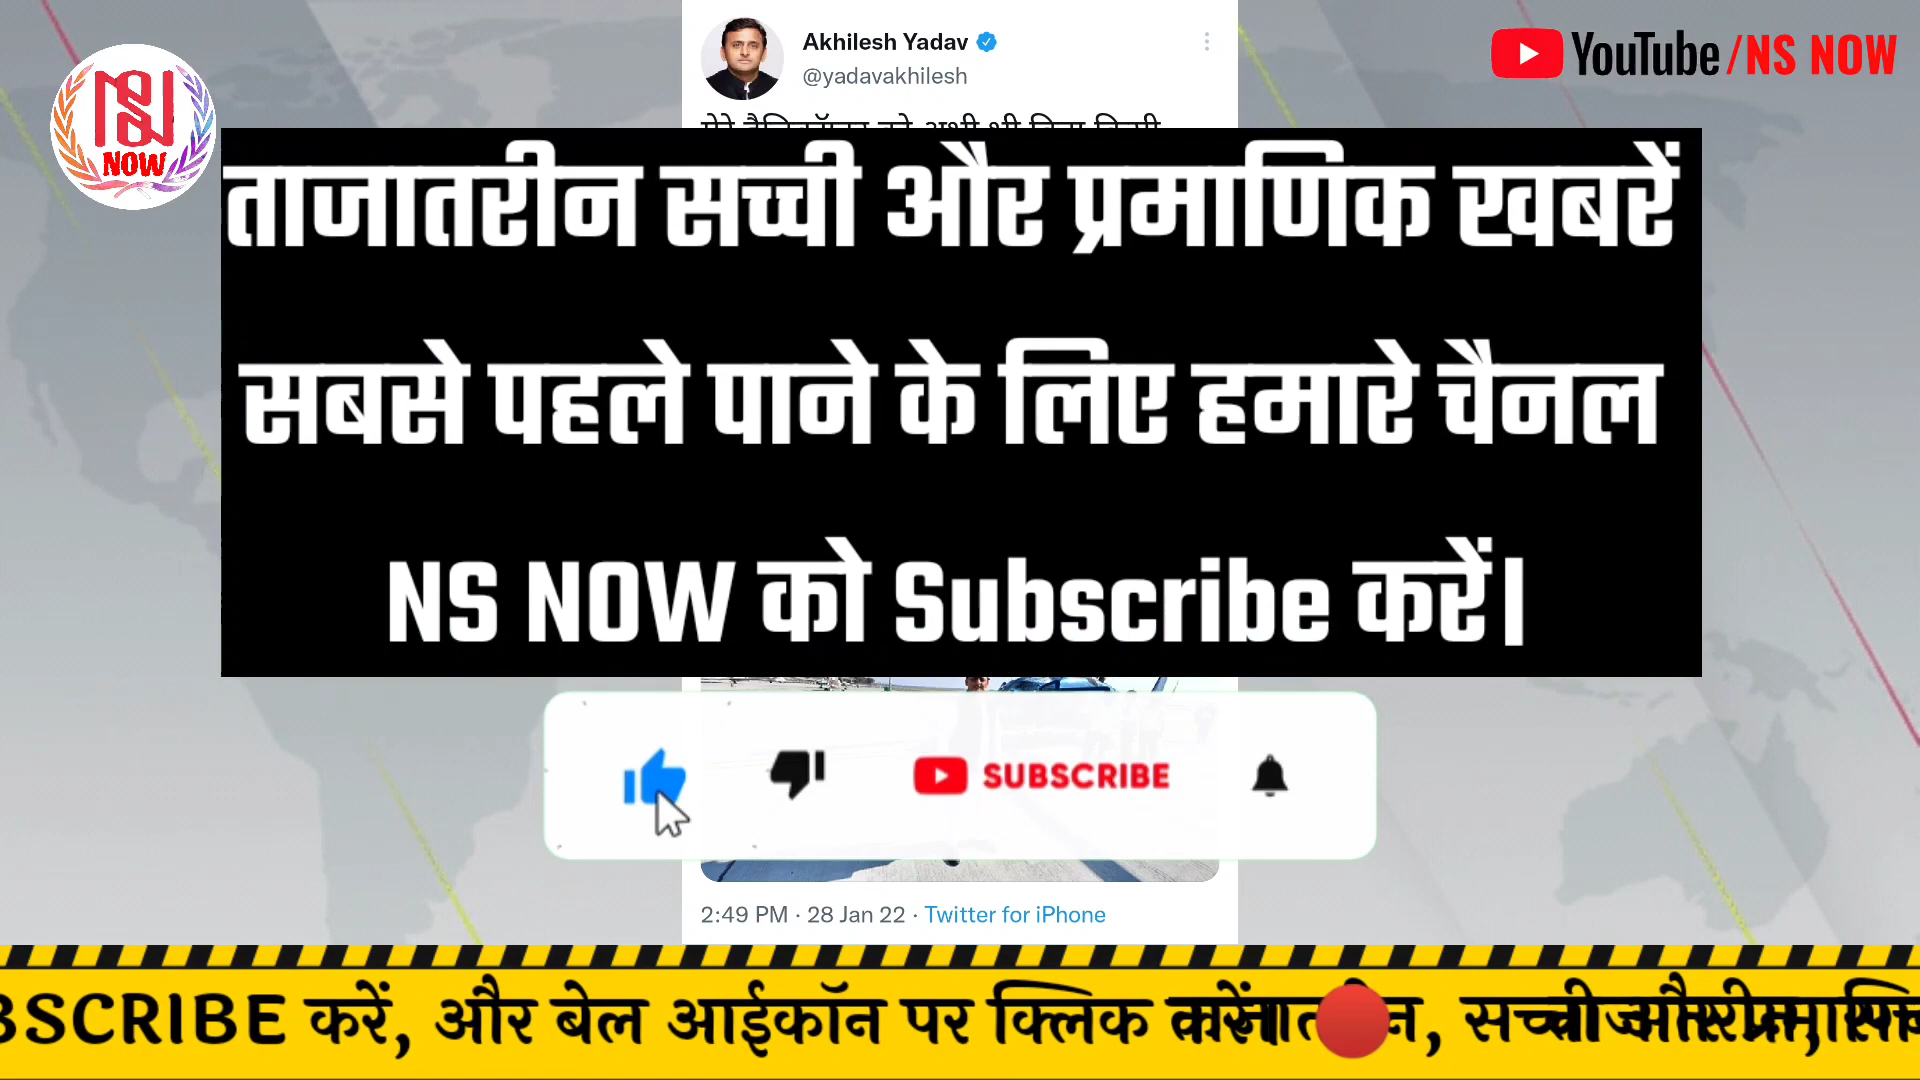 Akhilesh Yadav
@yadavakhilesh
YouTube/NS NOW
NOW
ताजातरीन सच्ची और प्रमाणिक खबरें
सबसे पहले पाने के लिए हमारे चैनल
NS NOW को Subscribe करें।
SUBSCRIBE
2:49 PM · 28 Jan 22 · Twitter for iPhone
BSCRIBE करें, और बेल आईकॉन पर क्लिक